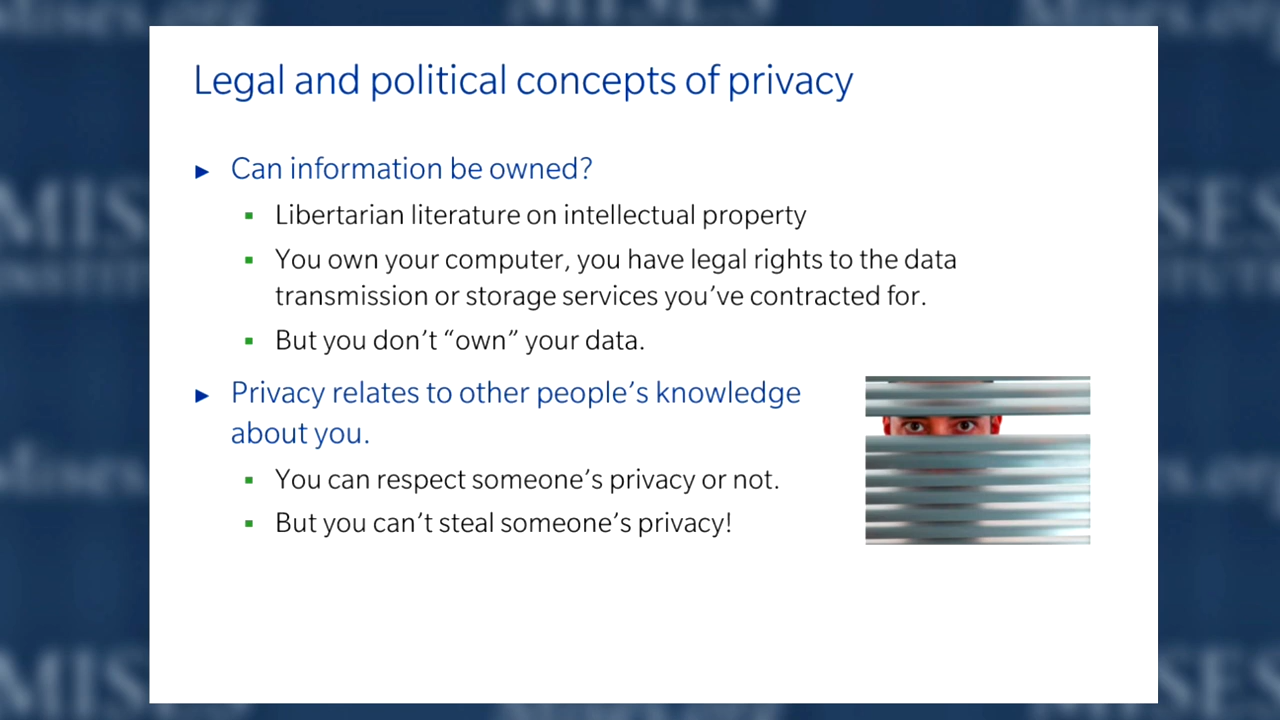 Mises.org
Legal and political concepts of privacy
► Can information be owned?
▪ Libertarian literature on intellectual property
▪ You own your computer, you have legal rights to the data
transmission or storage services you’ve contracted for.
▪ But you don’t “own” your data.
► Privacy relates to other people’s knowledge
about you.
▪ You can respect someone’s privacy or not.
▪ But you can’t steal someone’s privacy!